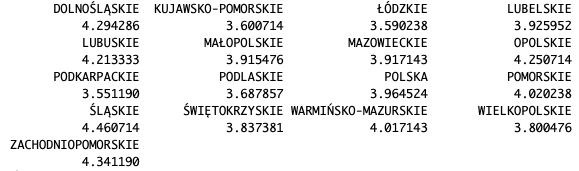 DOLNOŚLĄSKIE KUJAWSKO-POMORSKIE ŁÓDZKIE LUBELSKIE
4.294286 3.600714 3.590238 3.925952
LUBUSKIE MAŁOPOLSKIE MAZOWIECKIE OPOLSKIE
4.213333 3.915476 3.917143 4.250714
PODKARPACKIE PODLASKIE POLSKA POMORSKIE
3.551190 3.687857 3.964524 4.020238
ŚLĄSKIE ŚWIĘTOKRZYSKIE WARMIŃSKO-MAZURSKIE WIELKOPOLSKIE
4.460714 3.837381 4.017143 3.800476
ZACHODNIOPOMORSKIE
4.341190